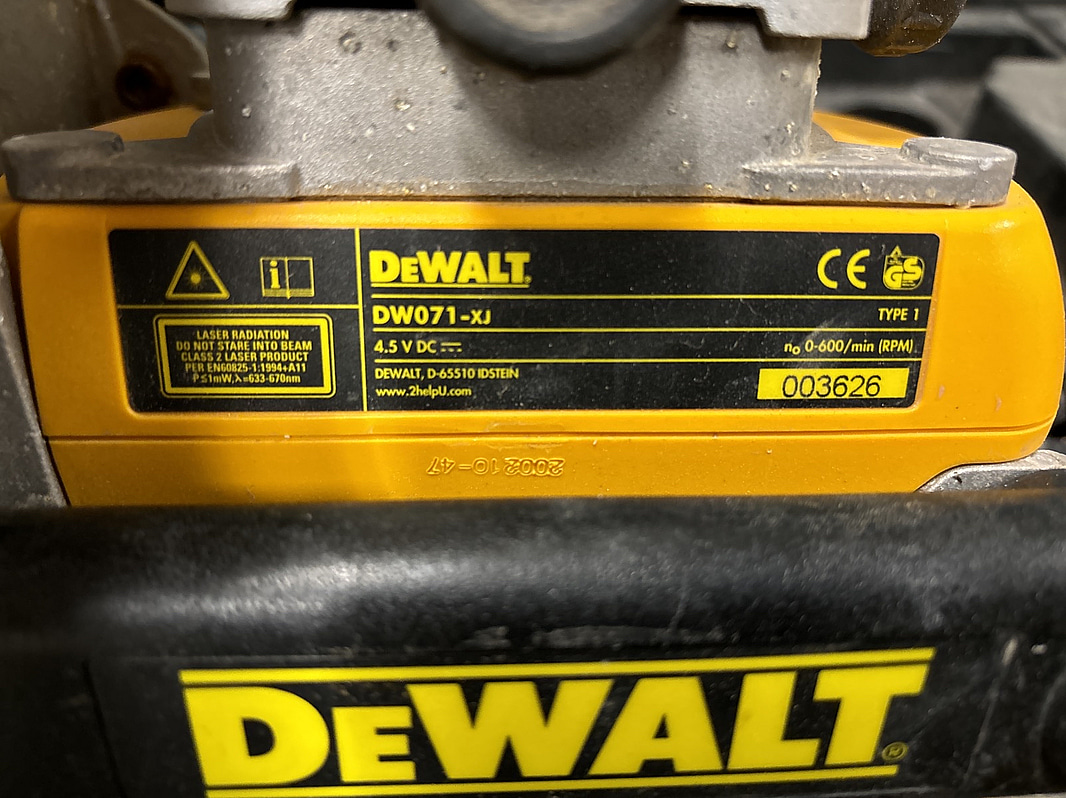 DEWALT
DW071-XJ
TYPE 1
4.5 V DC
n₀ 0-600/min (RPM)
DEWALT, D-65510 IDSTEIN
www.2helpU.com
003626
CE
GS
i
LASER RADIATION
DO NOT STARE INTO BEAM
CLASS 2 LASER PRODUCT
PER EN60825-1:1994+A11
P≤1mW, λ=633-670nm
2002 10-47
DEWALT®